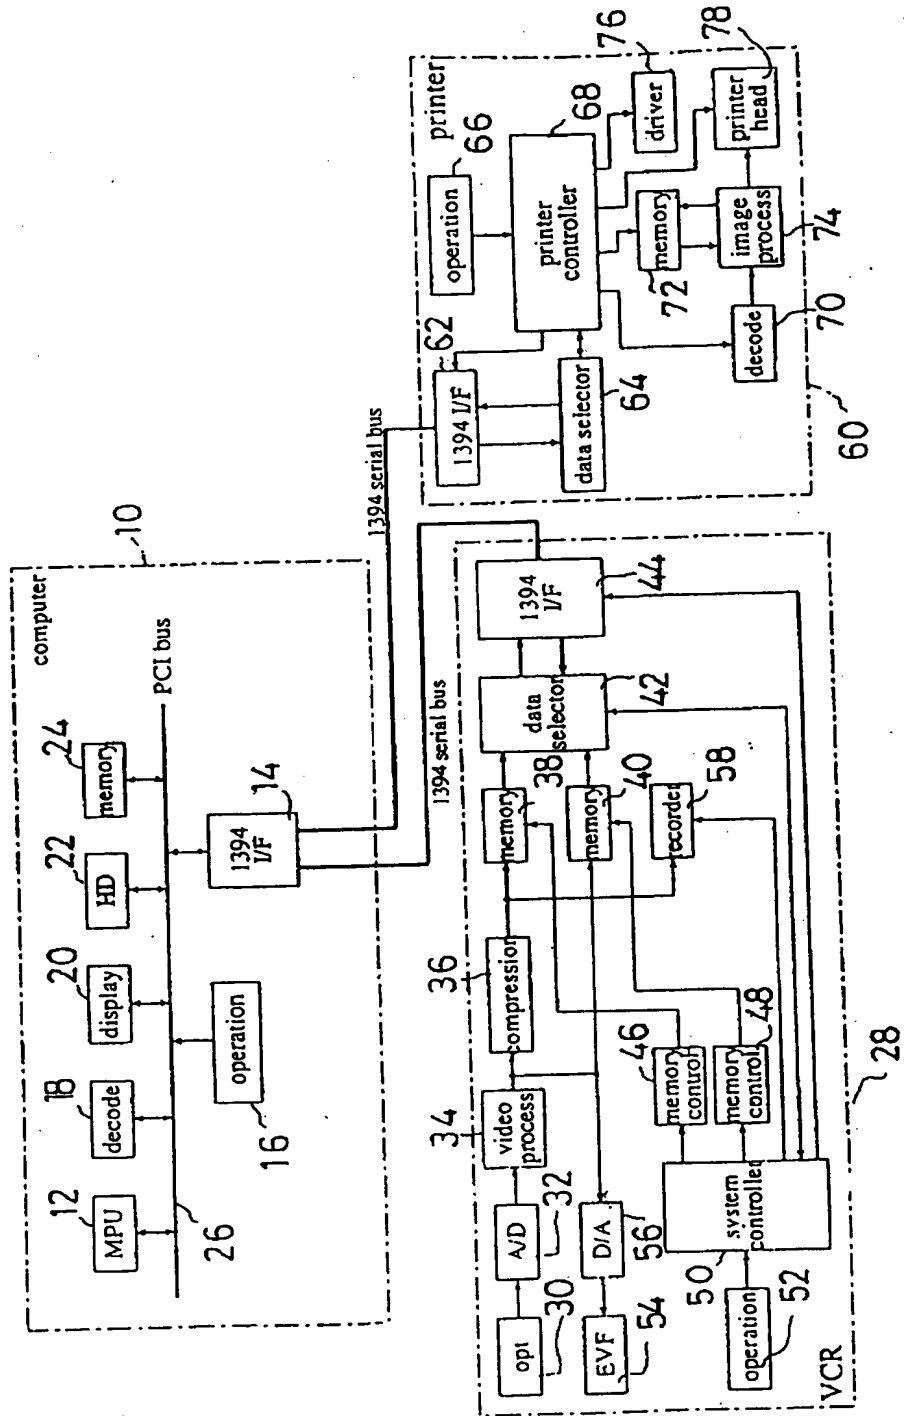 computer
10
MPU
12
decode
18
display
20
HD
22
memory
24
PCI bus
26
operation
16
1394
I/F
14
1394 serial bus
1394 serial bus
VCR
28
opt
30
A/D
32
video
process
34
compression
36
memory
38
memory
40
data
selector
42
1394
I/F
44
EVF
54
D/A
56
recorder
58
memory
control
46
memory
control
48
system
controller
50
operation
52
printer
60
1394 I/F
62
operation
66
data selector
64
printer
controller
68
decode
70
memory
72
image
process
74
driver
76
printer
head
78